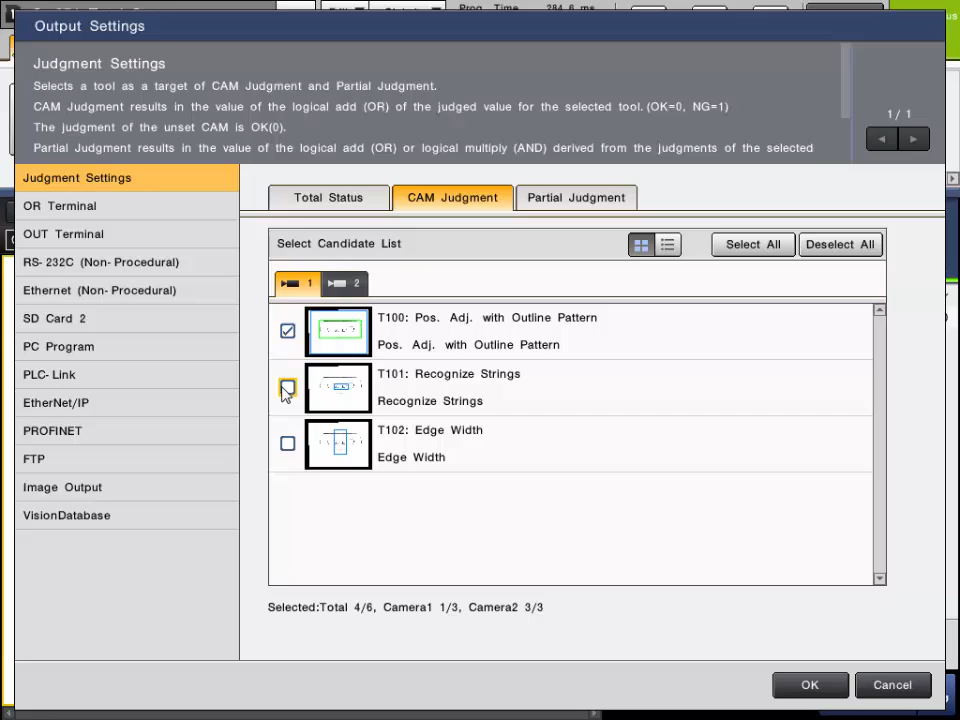 Prog. Time 284.6 ms
Output Settings
Judgment Settings
Selects a tool as a target of CAM Judgment and Partial Judgment.
CAM Judgment results in the value of the logical add (OR) of the judged value for the selected tool. (OK=0, NG=1)
The judgment of the unset CAM is OK(0).
Partial Judgment results in the value of the logical add (OR) or logical multiply (AND) derived from the judgments of the selected
1/ 1
Judgment Settings
OR Terminal
OUT Terminal
RS-232C (Non-Procedural)
Ethernet (Non-Procedural)
SD Card 2
PC Program
PLC-Link
EtherNet/IP
PROFINET
FTP
Image Output
VisionDatabase
Total Status
CAM Judgment
Partial Judgment
Select Candidate List
Select All
Deselect All
1
2
T100: Pos. Adj. with Outline Pattern
Pos. Adj. with Outline Pattern
T101: Recognize Strings
Recognize Strings
T102: Edge Width
Edge Width
Selected:Total 4/6, Camera1 1/3, Camera2 3/3
OK
Cancel